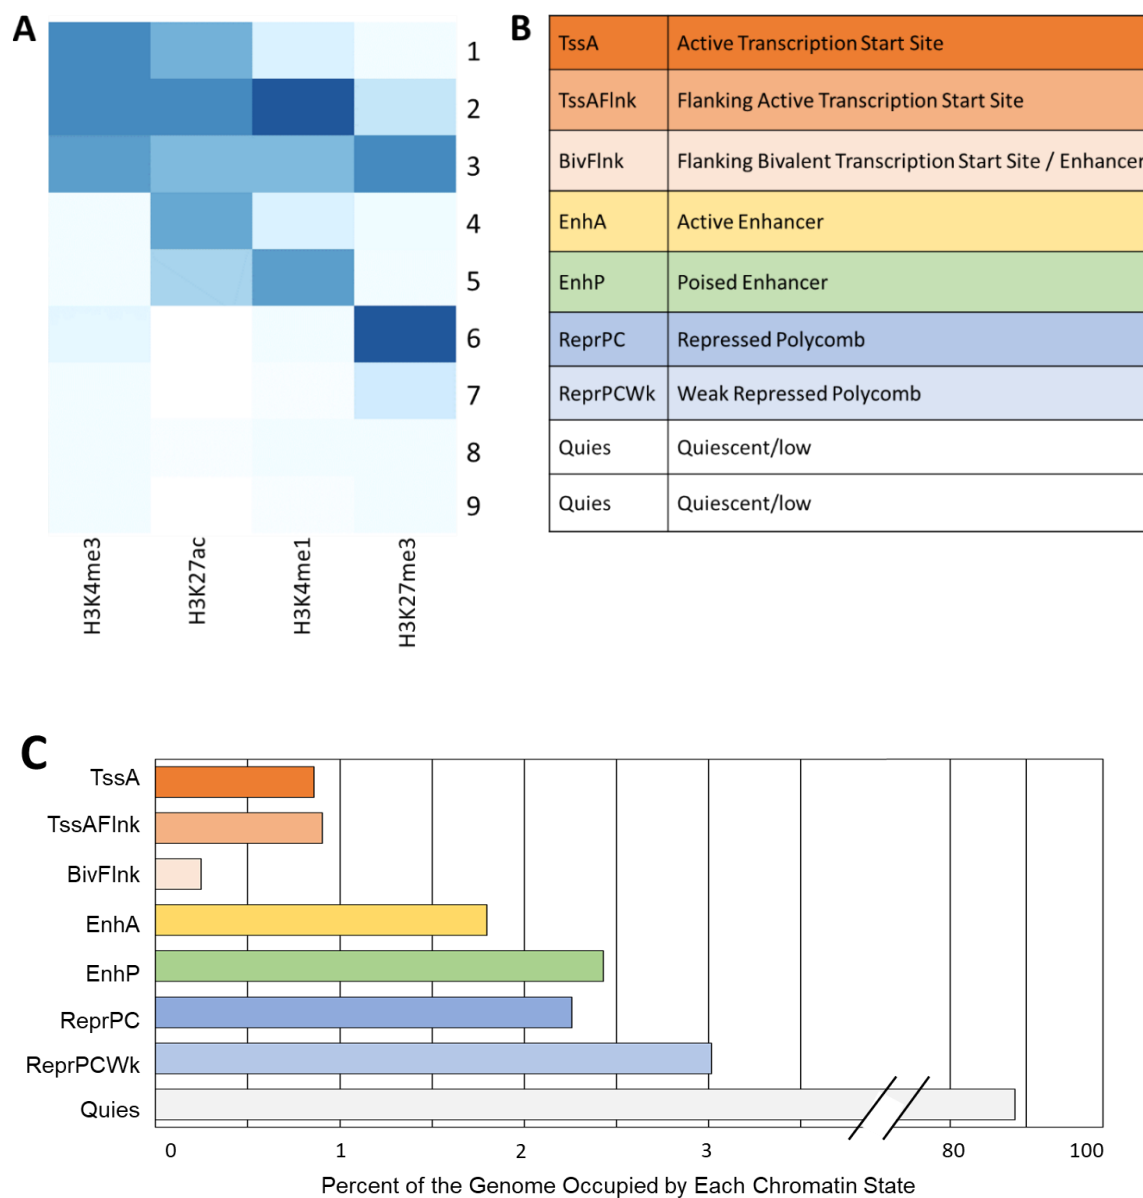 A
1
2
3
4
5
6
7
8
9
H3K4me3
H3K27ac
H3K4me1
H3K27me3
B
TssA Active Transcription Start Site
TssAFlnk Flanking Active Transcription Start Site
BivFlnk Flanking Bivalent Transcription Start Site / Enhancer
EnhA Active Enhancer
EnhP Poised Enhancer
ReprPC Repressed Polycomb
ReprPCWk Weak Repressed Polycomb
Quies Quiescent/low
Quies Quiescent/low
C
TssA
TssAFlnk
BivFlnk
EnhA
EnhP
ReprPC
ReprPCWk
Quies
0 1 2 3 80 100
Percent of the Genome Occupied by Each Chromatin State